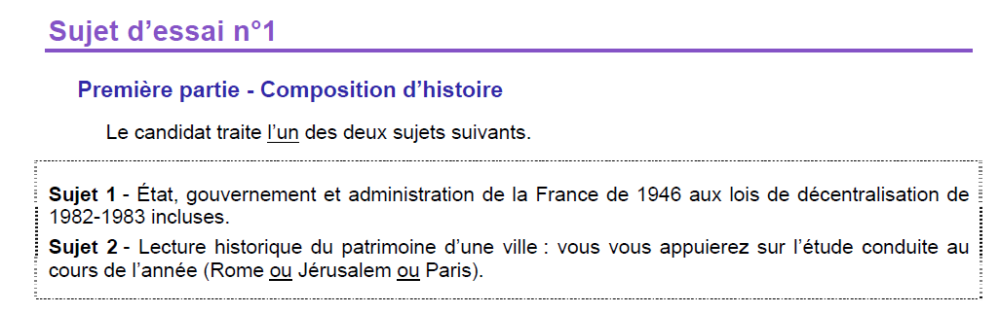 Sujet d’essai n°1
Première partie - Composition d’histoire
Le candidat traite l’un des deux sujets suivants.
Sujet 1 - État, gouvernement et administration de la France de 1946 aux lois de décentralisation de
1982-1983 incluses.
Sujet 2 - Lecture historique du patrimoine d’une ville : vous vous appuierez sur l’étude conduite au
cours de l’année (Rome ou Jérusalem ou Paris).